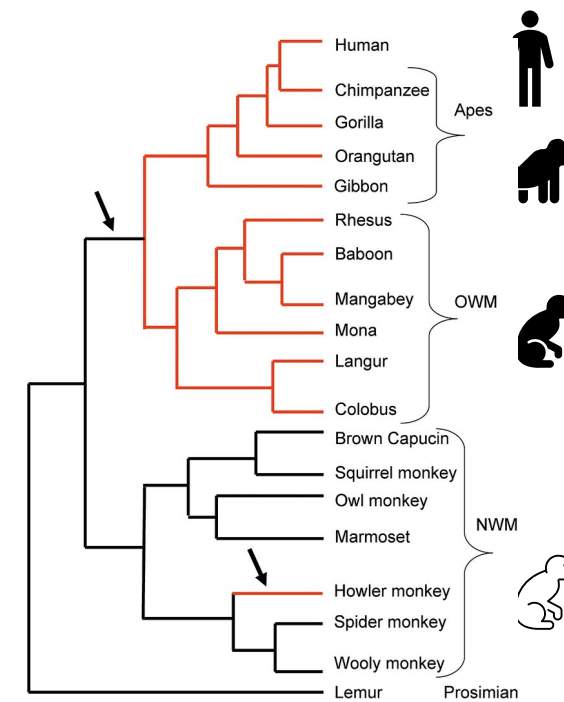 Human
Chimpanzee
Apes
Gorilla
Orangutan
Gibbon
Rhesus
Baboon
Mangabey
OWM
Mona
Langur
Colobus
Brown Capucin
Squirrel monkey
Owl monkey
NWM
Marmoset
Howler monkey
Spider monkey
Wooly monkey
Lemur
Prosimian